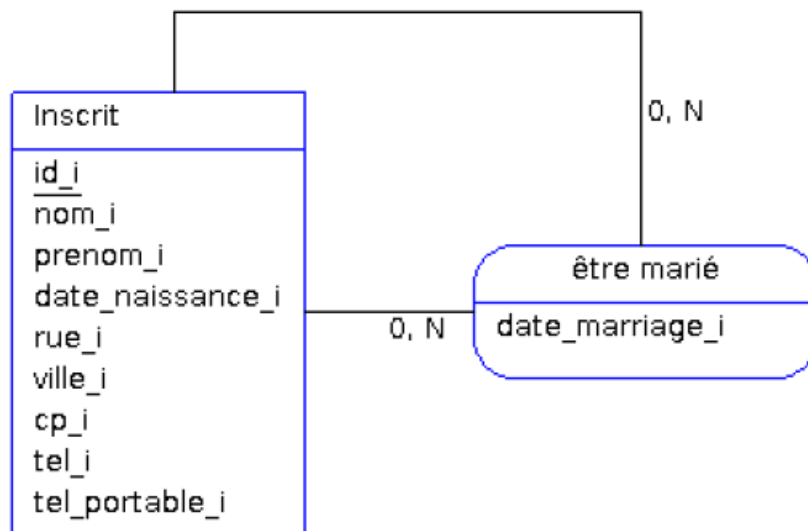 Inscrit
id_i
nom_i
prenom_i
date_naissance_i
rue_i
ville_i
cp_i
tel_i
tel_portable_i
0, N
0, N
être marié
date_marriage_i